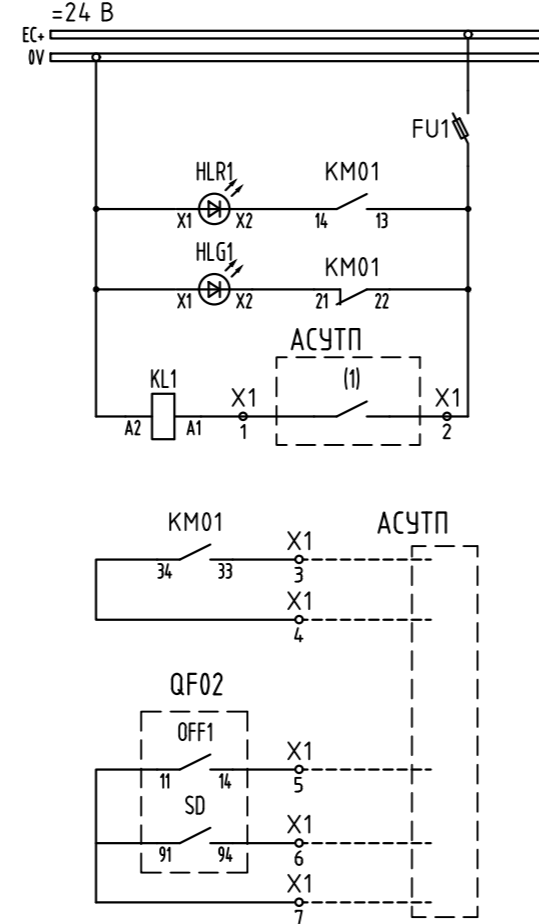 =24 В
EC+
0V
FU1
HLR1 KM01
X1 X2 14 13
HLG1 KM01
X1 X2 21 22
АСУТП
KL1 X1 (1) X1
A2 A1 1 2
KM01 X1 АСУТП
34 33 3
X1
4
QF02
OFF1 X1
11 14 5
SD X1
91 94 6
X1
7